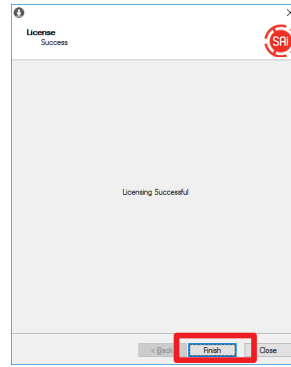 License
Success
SAi
Licensing Successful
< Back
Finish
Close